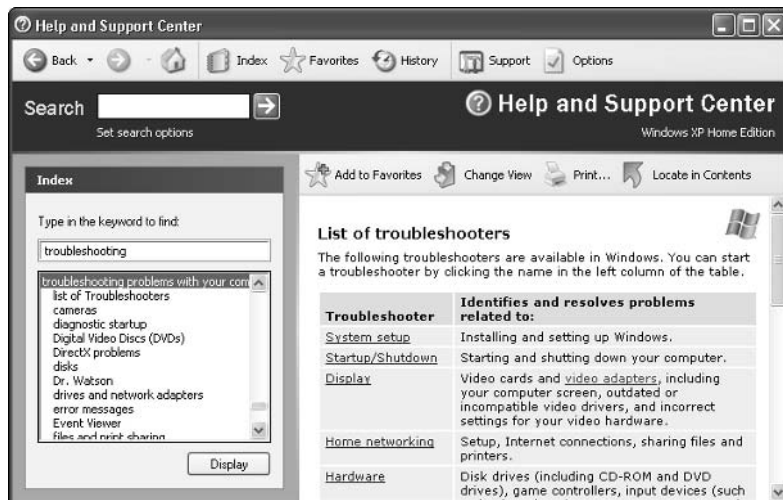 Help and Support Center
Back
Index
Favorites
History
Support
Options
Search
Set search options
Help and Support Center
Windows XP Home Edition
Index
Type in the keyword to find:
troubleshooting
troubleshooting problems with your com
list of Troubleshooters
cameras
diagnostic startup
Digital Video Discs (DVDs)
DirectX problems
disks
Dr. Watson
drives and network adapters
error messages
Event Viewer
files and print sharing
Display
Add to Favorites
Change View
Print...
Locate in Contents
List of troubleshooters
The following troubleshooters are available in Windows. You can start
a troubleshooter by clicking the name in the left column of the table.
Troubleshooter
Identifies and resolves problems
related to:
System setup
Installing and setting up Windows.
Startup/Shutdown
Starting and shutting down your computer.
Display
Video cards and video adapters, including
your computer screen, outdated or
incompatible video drivers, and incorrect
settings for your video hardware.
Home networking
Setup, Internet connections, sharing files and
printers.
Hardware
Disk drives (including CD-ROM and DVD
drives), game controllers, input devices (such